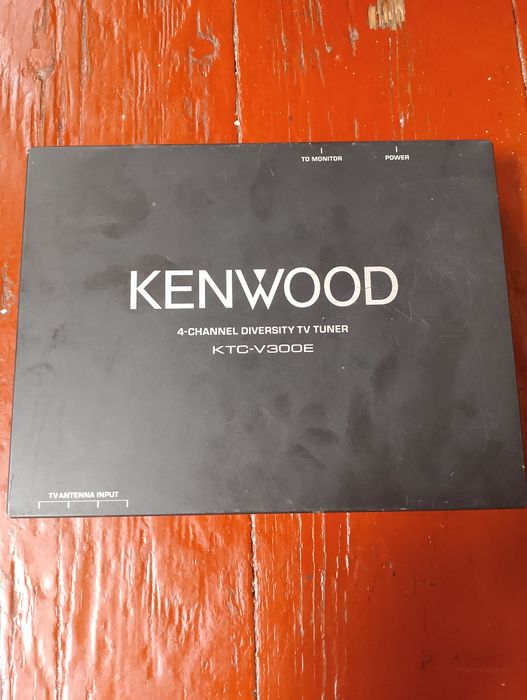 TO MONITOR POWER
KENWOOD
4-CHANNEL DIVERSITY TV TUNER
KTC-V300E
TV ANTENNA INPUT